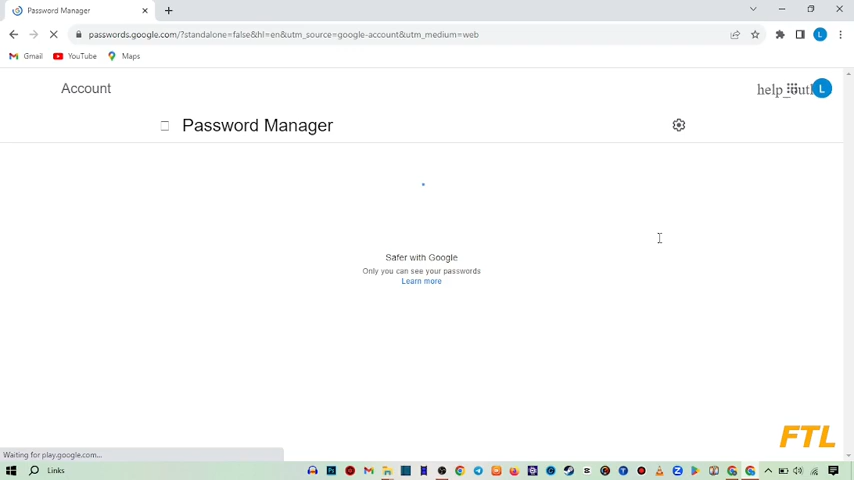 Password Manager
passwords.google.com/?standalone=false&hl=en&utm_source=google-account&utm_medium=web
L
Gmail
YouTube
Maps
Account
L
Password Manager
Safer with Google
Only you can see your passwords
Learn more
FTL
Waiting for play.google.com...
Links